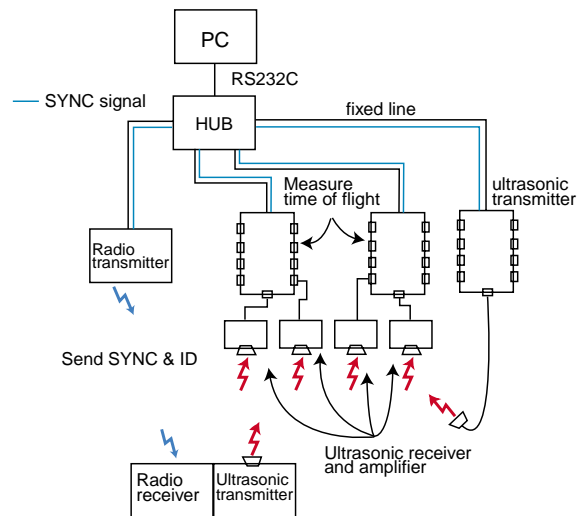 PC
RS232C
SYNC signal
HUB
fixed line
Measure
time of flight
ultrasonic
transmitter
Radio
transmitter
Send SYNC & ID
Ultrasonic receiver
and amplifier
Radio
receiver
Ultrasonic
transmitter